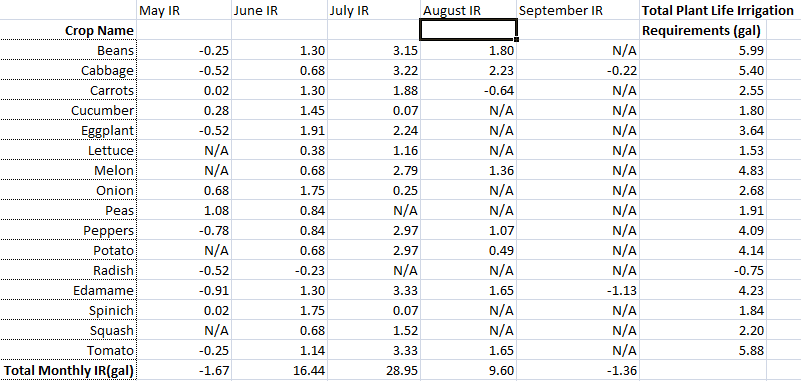 May IR June IR July IR August IR September IR Total Plant Life Irrigation
Crop Name Requirements (gal)
Beans -0.25 1.30 3.15 1.80 N/A 5.99
Cabbage -0.52 0.68 3.22 2.23 -0.22 5.40
Carrots 0.02 1.30 1.88 -0.64 N/A 2.55
Cucumber 0.28 1.45 0.07 N/A N/A 1.80
Eggplant -0.52 1.91 2.24 N/A N/A 3.64
Lettuce N/A 0.38 1.16 N/A N/A 1.53
Melon N/A 0.68 2.79 1.36 N/A 4.83
Onion 0.68 1.75 0.25 N/A N/A 2.68
Peas 1.08 0.84 N/A N/A N/A 1.91
Peppers -0.78 0.84 2.97 1.07 N/A 4.09
Potato N/A 0.68 2.97 0.49 N/A 4.14
Radish -0.52 -0.23 N/A N/A N/A -0.75
Edamame -0.91 1.30 3.33 1.65 -1.13 4.23
Spinich 0.02 1.75 0.07 N/A N/A 1.84
Squash N/A 0.68 1.52 N/A N/A 2.20
Tomato -0.25 1.14 3.33 1.65 N/A 5.88
Total Monthly IR(gal) -1.67 16.44 28.95 9.60 -1.36